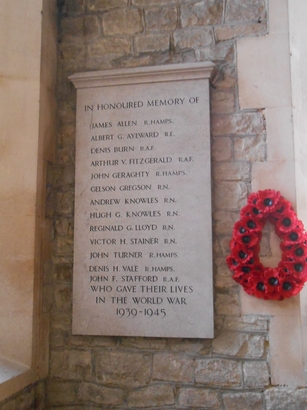 IN HONOURED MEMORY OF
JAMES ALLEN R.HAMPS.
ALBERT G. AYLWARD R.E.
DENIS BURN R.A.F.
ARTHUR V. FITZGERALD R.A.F.
JOHN GERAGHTY R.HAMPS.
GELSON GREGSON R.N.
ANDREW KNOWLES R.N.
HUGH G. KNOWLES R.N.
REGINALD G. LLOYD R.N.
VICTOR H. STAINER R.N.
JOHN TURNER R.HAMPS.
DENIS H. VALE R.HAMPS.
JOHN F. STAFFORD R.A.F.
WHO GAVE THEIR LIVES
IN THE WORLD WAR
1939-1945